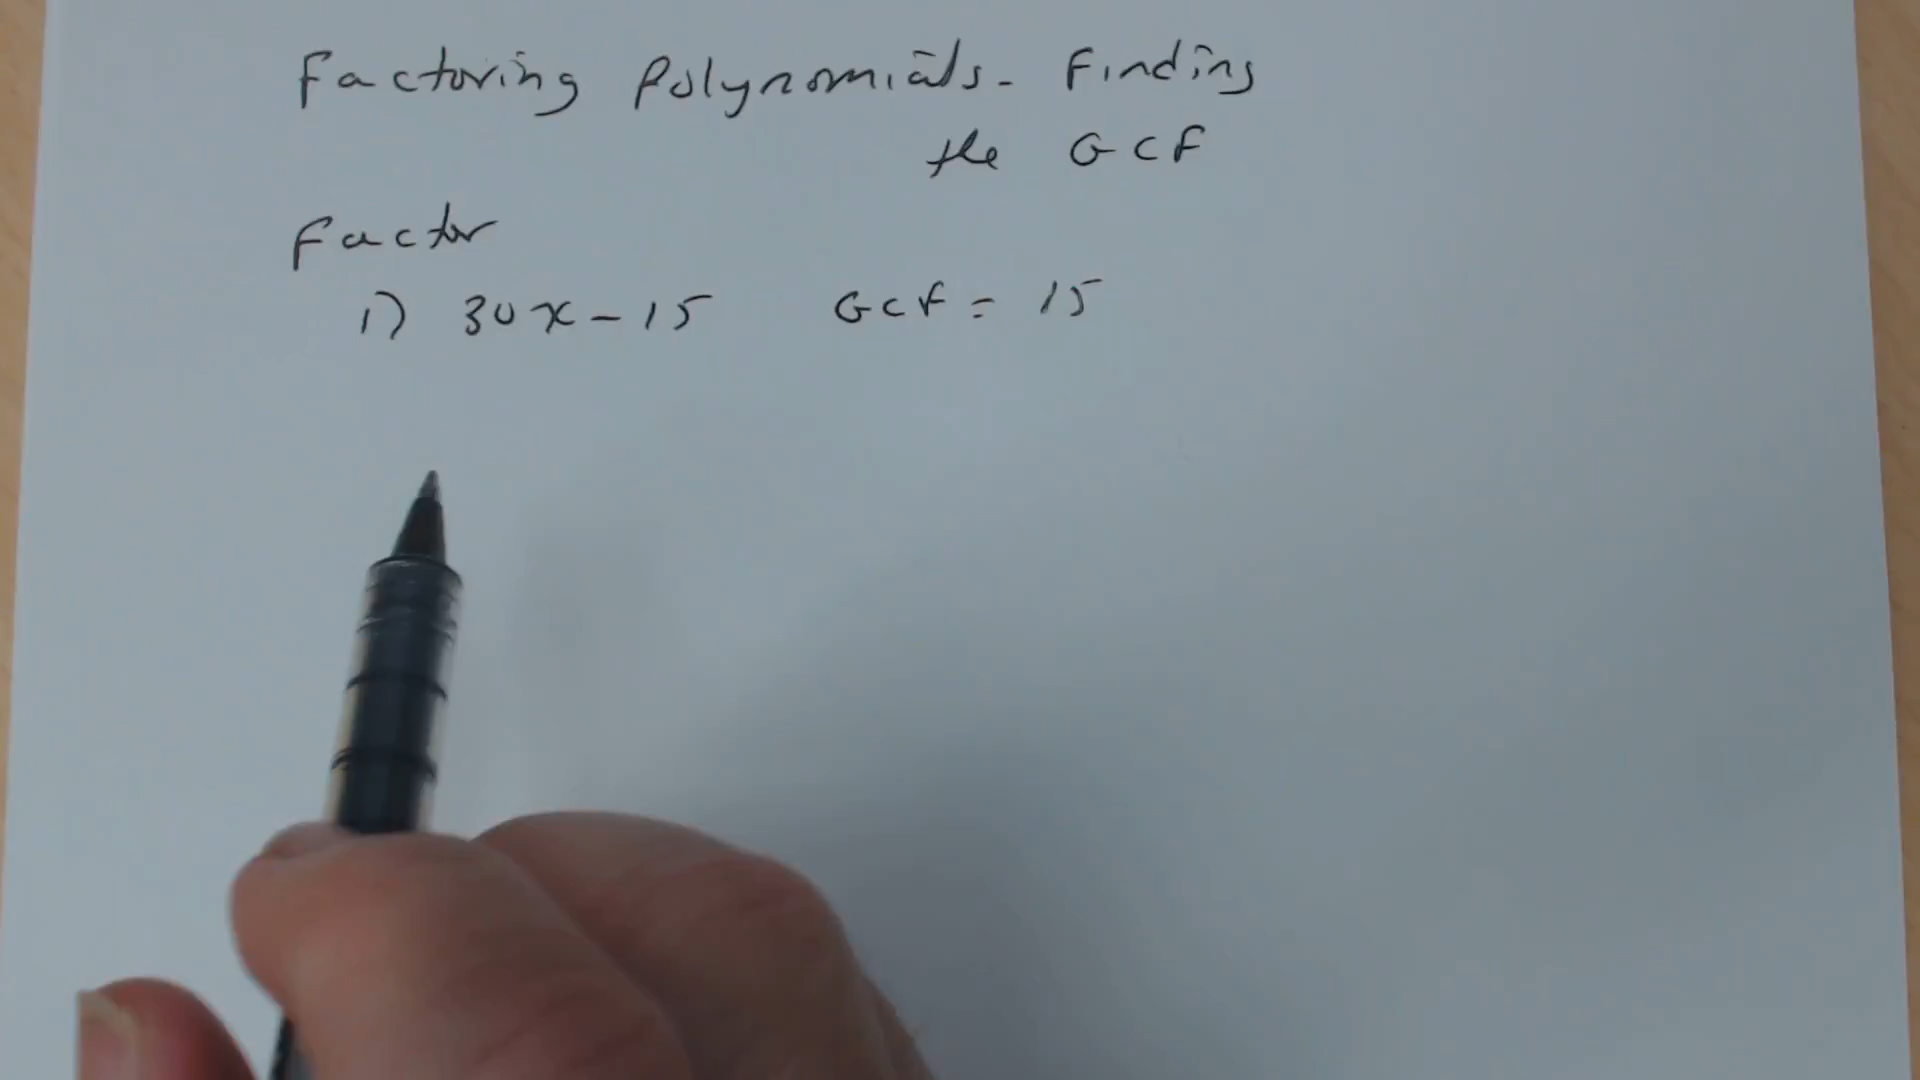 Factoring Polynomials - Finding
the GCF
Factor
1) 30x - 15 GCF = 15